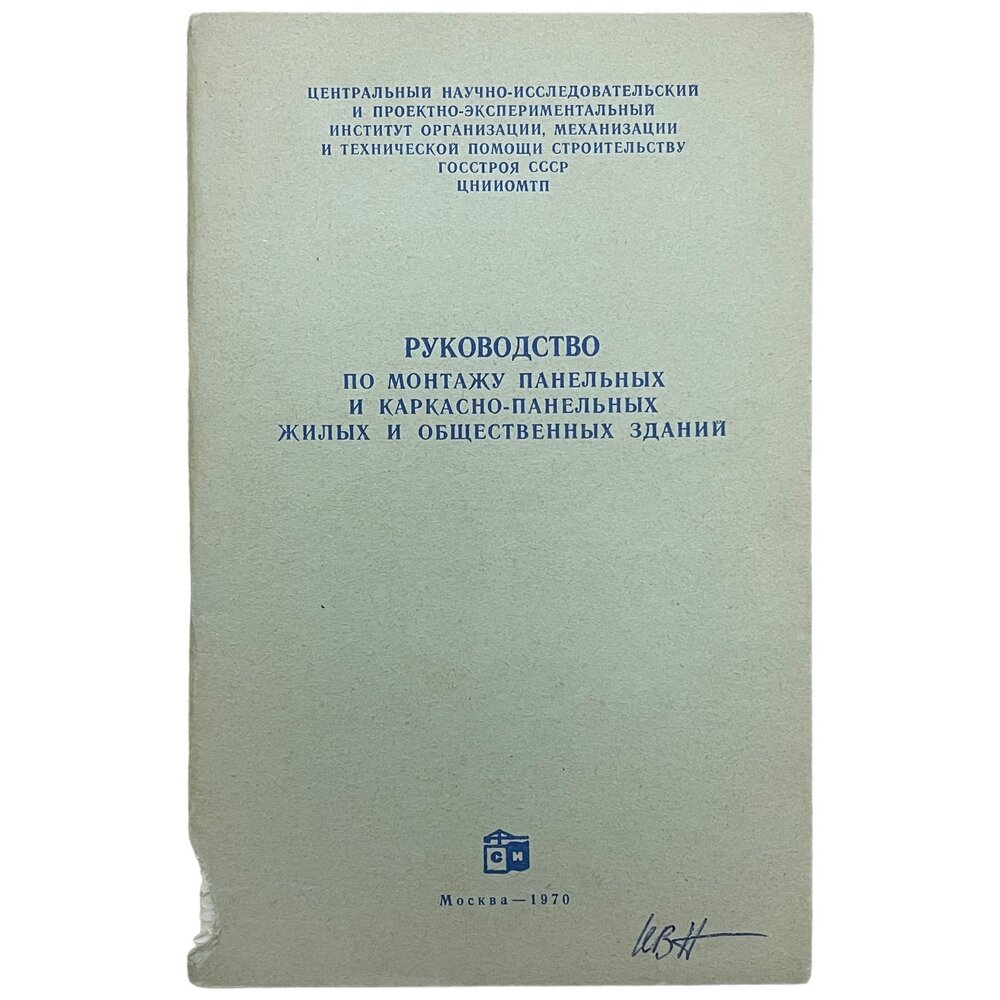 ЦЕНТРАЛЬНЫЙ НАУЧНО-ИССЛЕДОВАТЕЛЬСКИЙ
И ПРОЕКТНО-ЭКСПЕРИМЕНТАЛЬНЫЙ
ИНСТИТУТ ОРГАНИЗАЦИИ, МЕХАНИЗАЦИИ
И ТЕХНИЧЕСКОЙ ПОМОЩИ СТРОИТЕЛЬСТВУ
ГОССТРОЯ СССР
ЦНИИОМТП
РУКОВОДСТВО
ПО МОНТАЖУ ПАНЕЛЬНЫХ
И КАРКАСНО-ПАНЕЛЬНЫХ
ЖИЛЫХ И ОБЩЕСТВЕННЫХ ЗДАНИЙ
СИ
Москва—1970